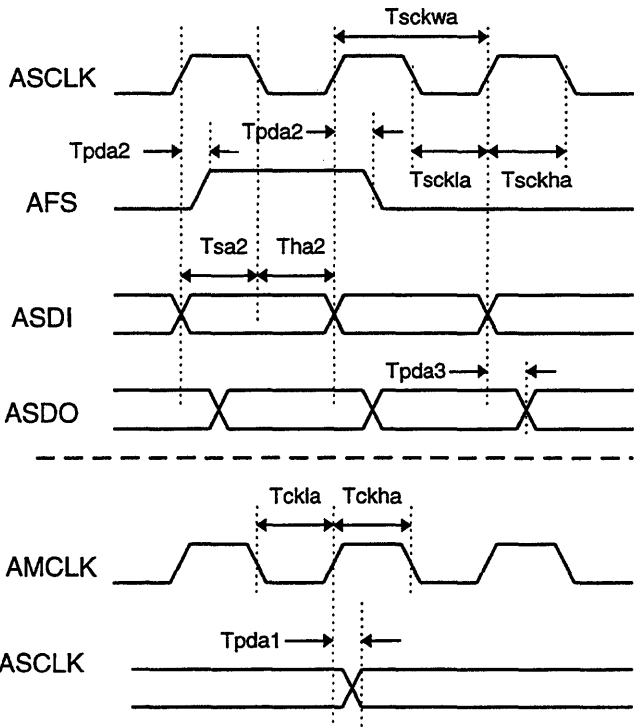 Tsckwa
ASCLK
Tpda2
Tpda2
Tsckla
Tsckha
AFS
Tsa2
Tha2
ASDI
Tpda3
ASDO
Tckla
Tckha
AMCLK
Tpda1
ASCLK